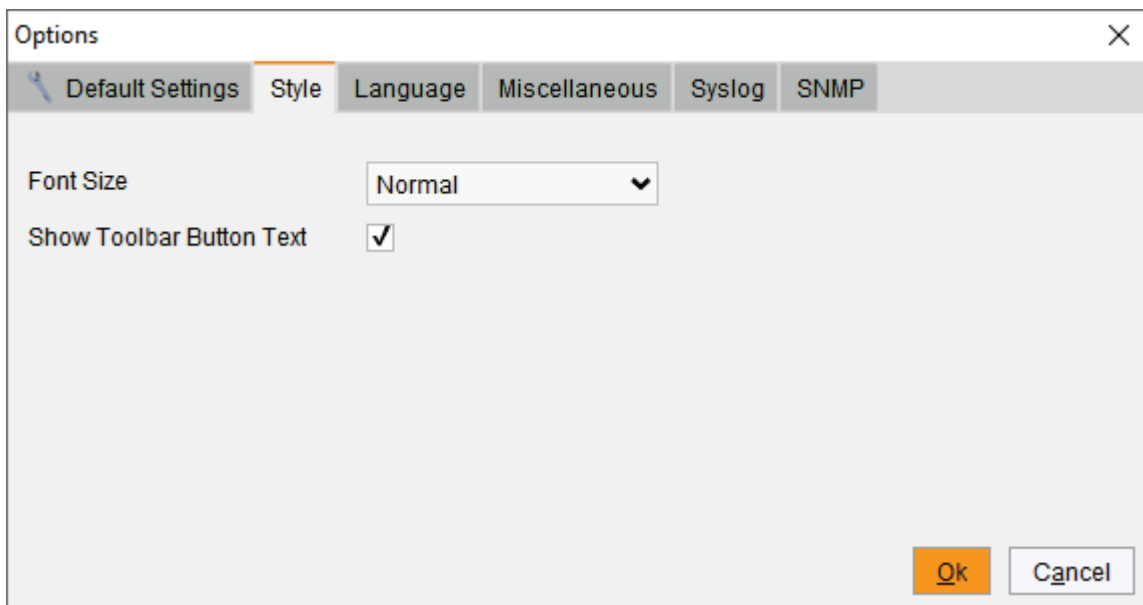 Options
Default Settings Style Language Miscellaneous Syslog SNMP
Font Size Normal
Show Toolbar Button Text
Ok Cancel